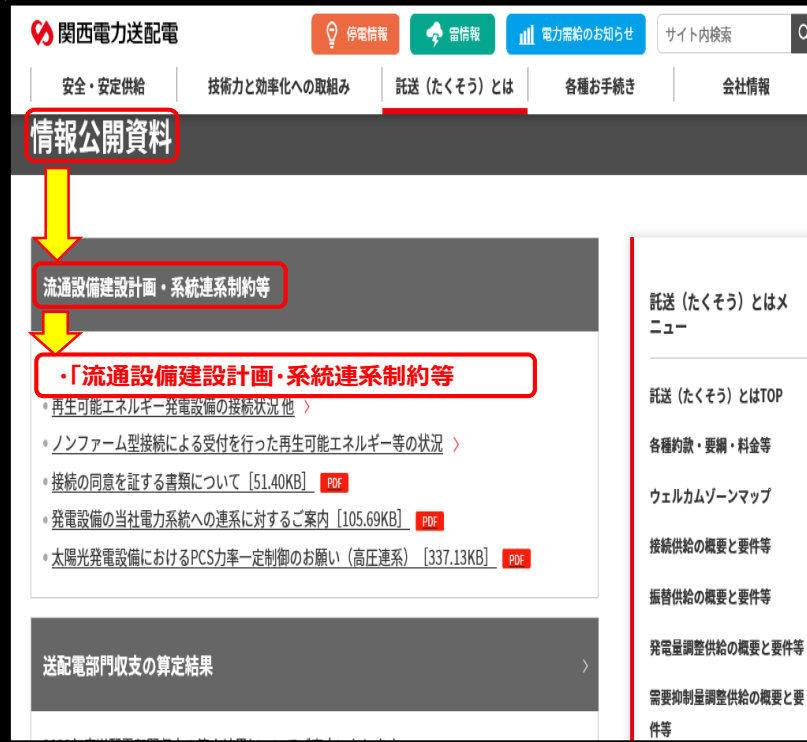 関西電力送配電
停電情報
雷情報
電力需給のお知らせ
サイト内検索
安全・安定供給
技術力と効率化への取組み
託送（たくそう）とは
各種お手続き
会社情報
情報公開資料
流通設備建設計画・系統連系制約等
・「流通設備建設計画・系統連系制約等
再生可能エネルギー発電設備の接続状況 他 〉
ノンファーム型接続による受付を行った再生可能エネルギー等の状況 〉
接続の同意を証する書類について［51.40KB］ PDF
発電設備の当社電力系統への連系に対するご案内［105.69KB］ PDF
太陽光発電設備におけるPCS力率一定制御のお願い（高圧連系）［337.13KB］ PDF
送配電部門収支の算定結果 〉
託送（たくそう）とはメ
ニュー
託送（たくそう）とはTOP
各種約款・要綱・料金等
ウェルカムゾーンマップ
接続供給の概要と要件等
振替供給の概要と要件等
発電量調整供給の概要と要件等
需要抑制量調整供給の概要と要
件等